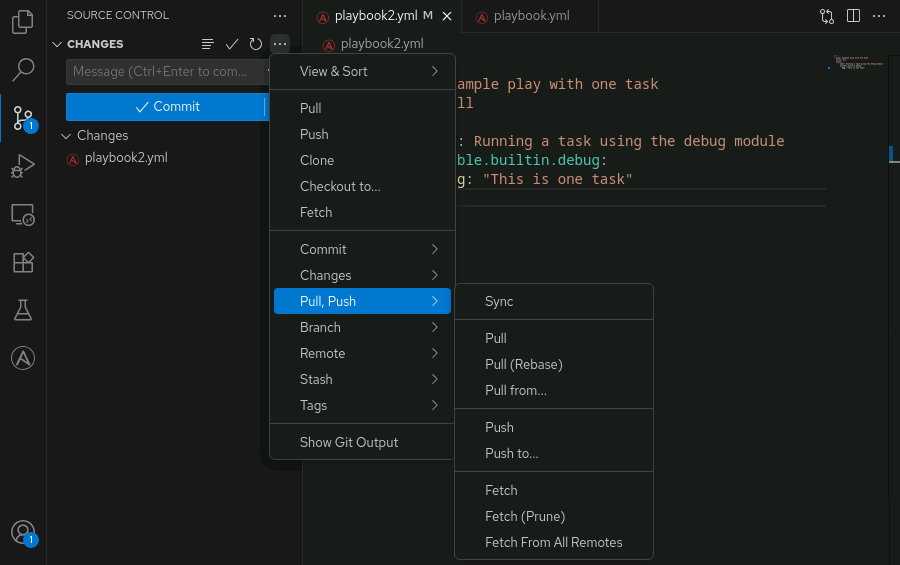 SOURCE CONTROL
playbook2.yml M
playbook.yml
CHANGES
playbook2.yml
Message (Ctrl+Enter to com...
Commit
Changes
playbook2.yml
1
1
View & Sort
Pull
Push
Clone
Checkout to...
Fetch
Commit
Changes
Pull, Push
Branch
Remote
Stash
Tags
Show Git Output
Sync
Pull
Pull (Rebase)
Pull from...
Push
Push to...
Fetch
Fetch (Prune)
Fetch From All Remotes
ample play with one task
ll
: Running a task using the debug module
ble.builtin.debug:
g: "This is one task"